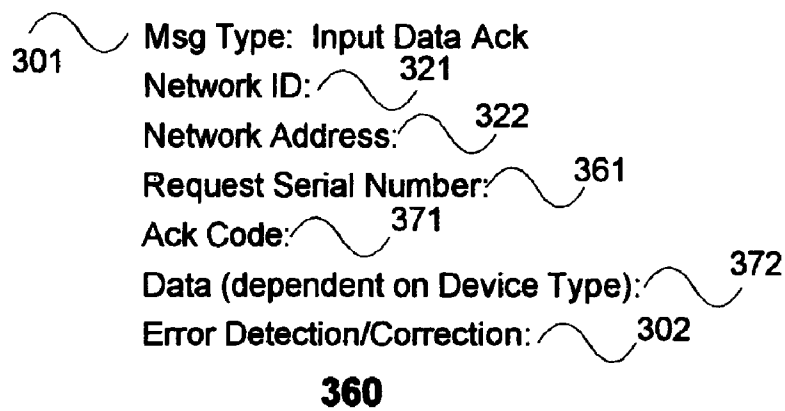 301 Msg Type: Input Data Ack
Network ID: 321
Network Address: 322
Request Serial Number: 361
Ack Code: 371
Data (dependent on Device Type): 372
Error Detection/Correction: 302
360